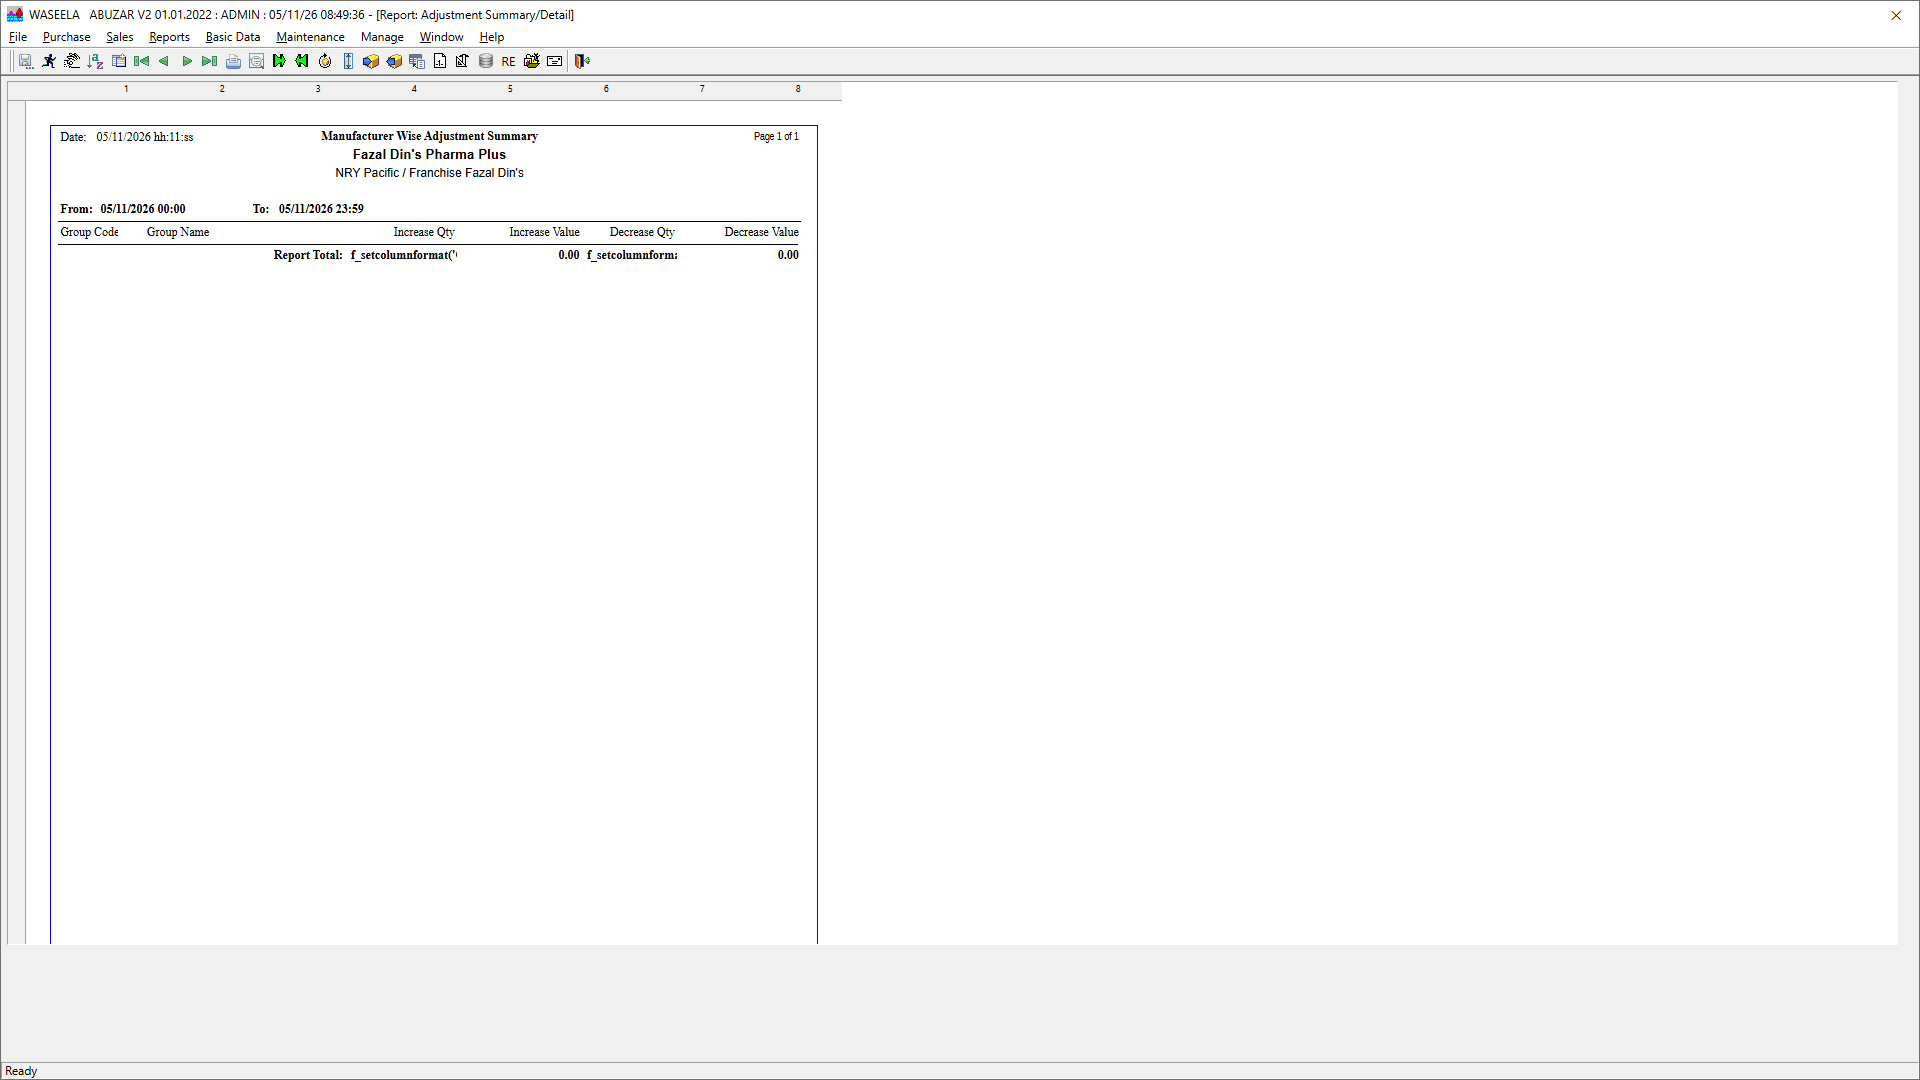 WASEELA   ABUZAR V2 01.01.2022 : ADMIN : 05/11/26 08:49:36 - [Report: Adjustment Summary/Detail]
File Purchase Sales Reports Basic Data Maintenance Manage Window Help
RE
1 2 3 4 5 6 7 8
Date: 05/11/2026 hh:11:ss Manufacturer Wise Adjustment Summary Page 1 of 1
Fazal Din's Pharma Plus
NRY Pacific / Franchise Fazal Din's
From: 05/11/2026 00:00 To: 05/11/2026 23:59
Group Code Group Name Increase Qty Increase Value Decrease Qty Decrease Value
Report Total: f_setcolumnformat(' 0.00 f_setcolumnforma 0.00
Ready